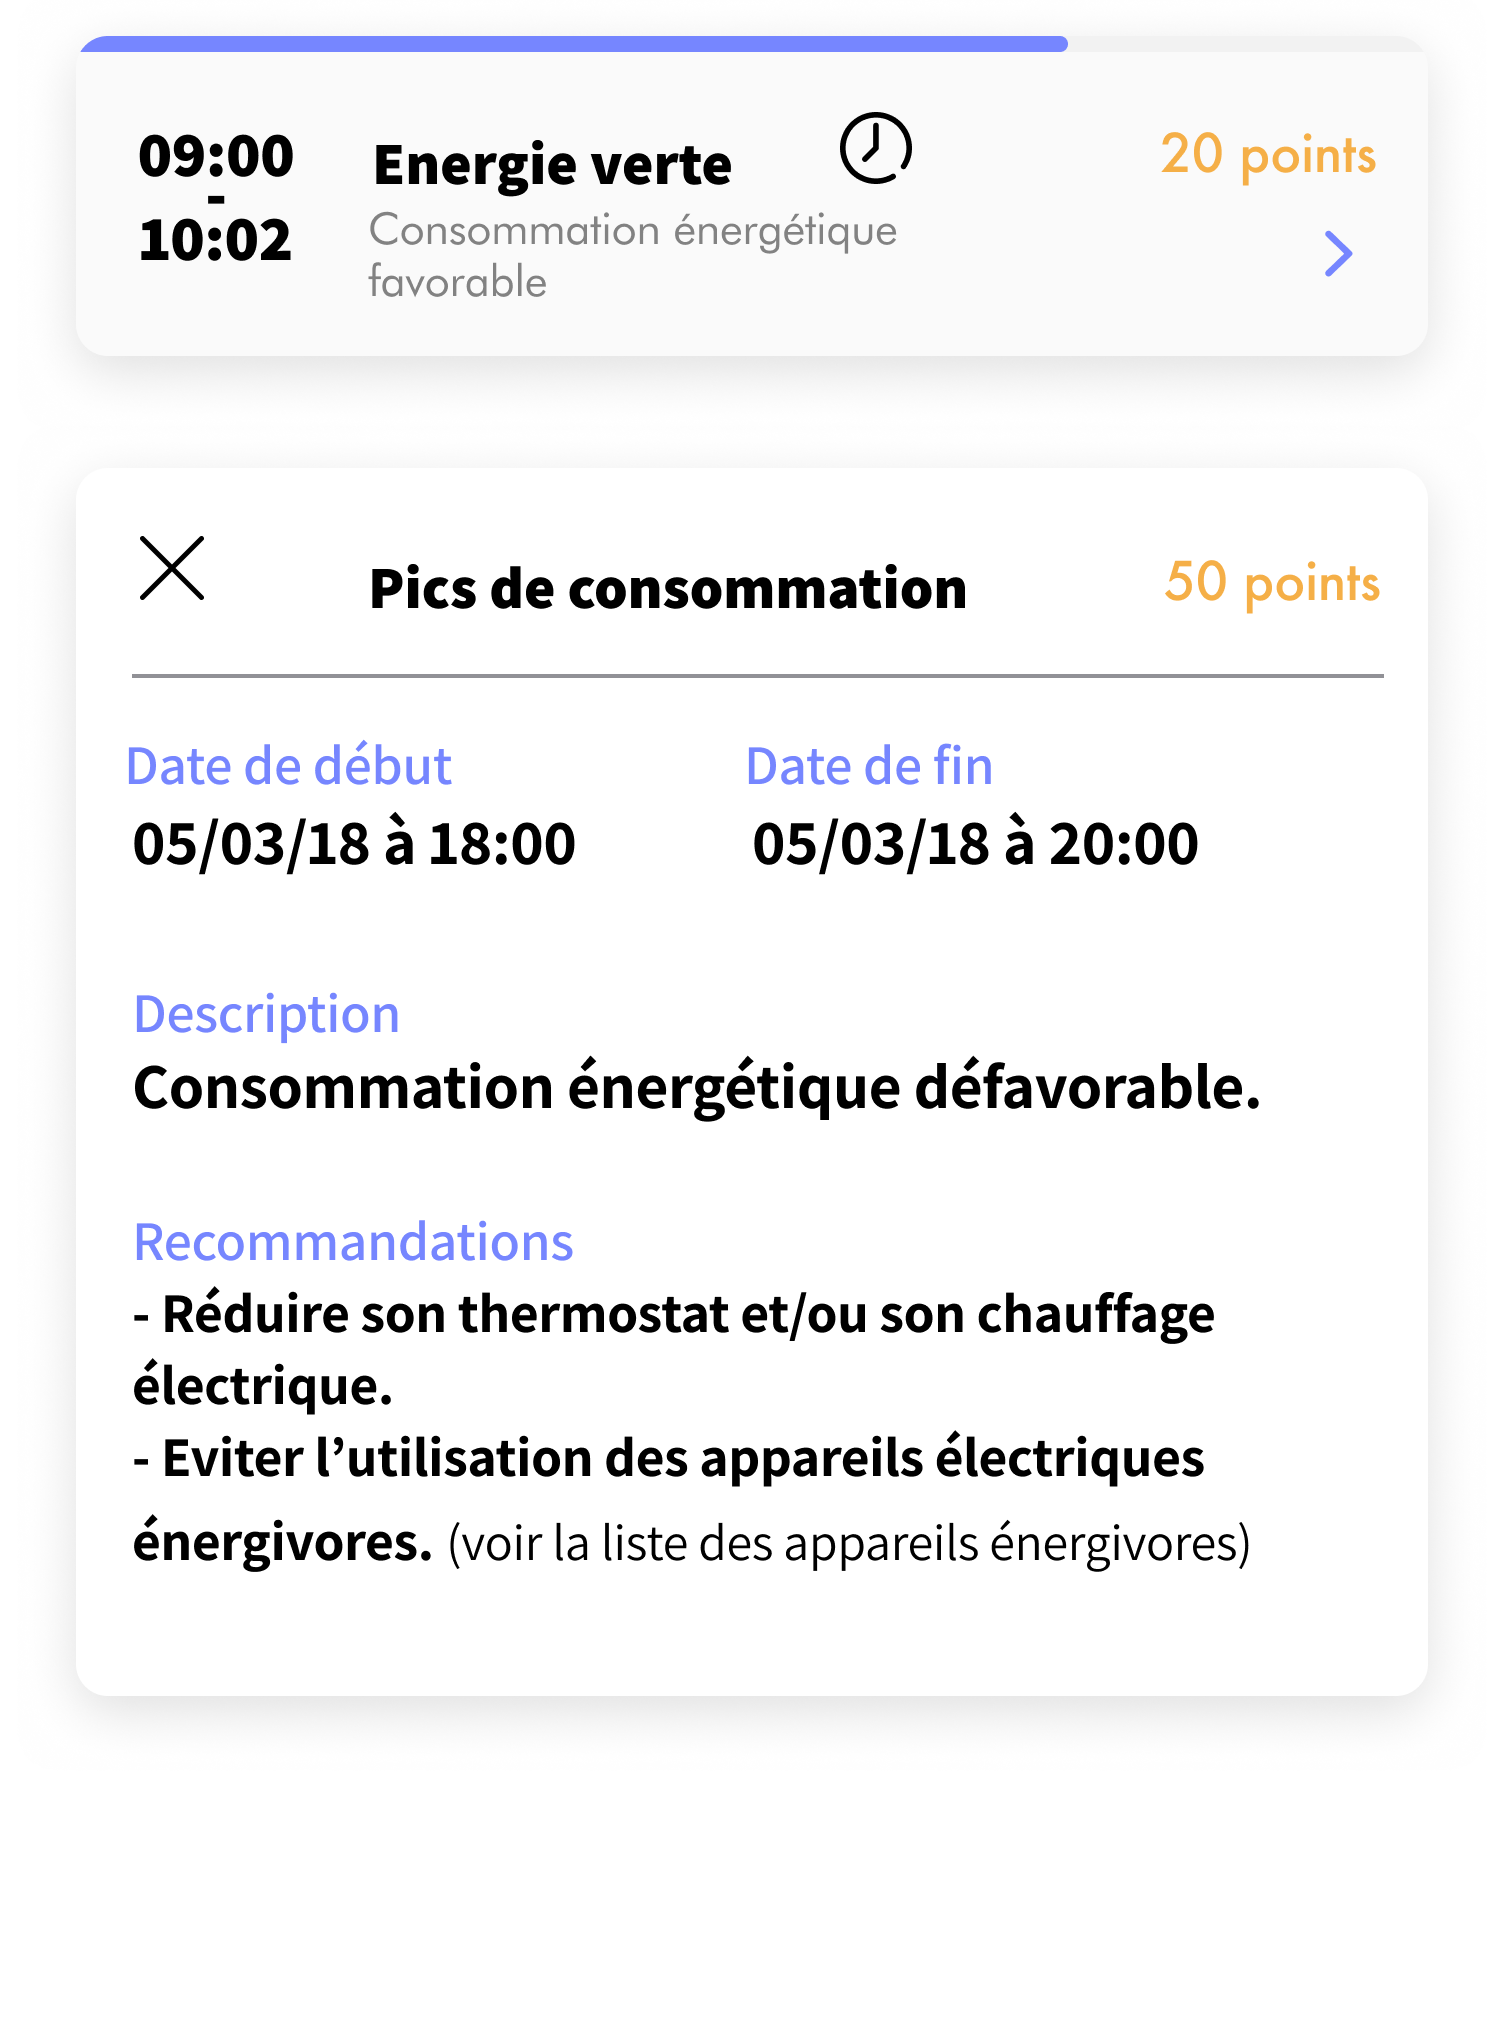 09:00
-
10:02
Energie verte
20 points
Consommation énergétique
favorable
Pics de consommation
50 points
Date de début
Date de fin
05/03/18 à 18:00
05/03/18 à 20:00
Description
Consommation énergétique défavorable.
Recommandations
- Réduire son thermostat et/ou son chauffage
électrique.
- Eviter l’utilisation des appareils électriques
énergivores. (voir la liste des appareils énergivores)